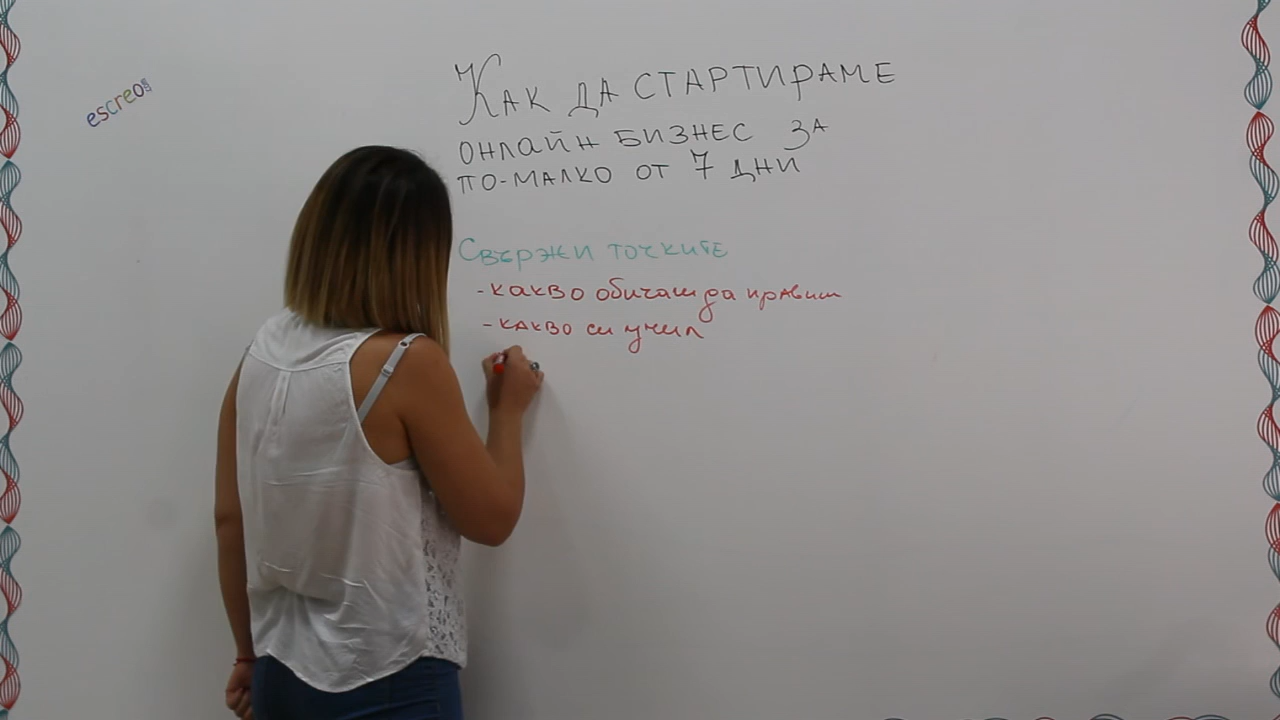 escreo
Как да стартираме
онлайн бизнес за
по-малко от 7 дни
Свържи точките
- какво обичаш да правиш
- какво си учил